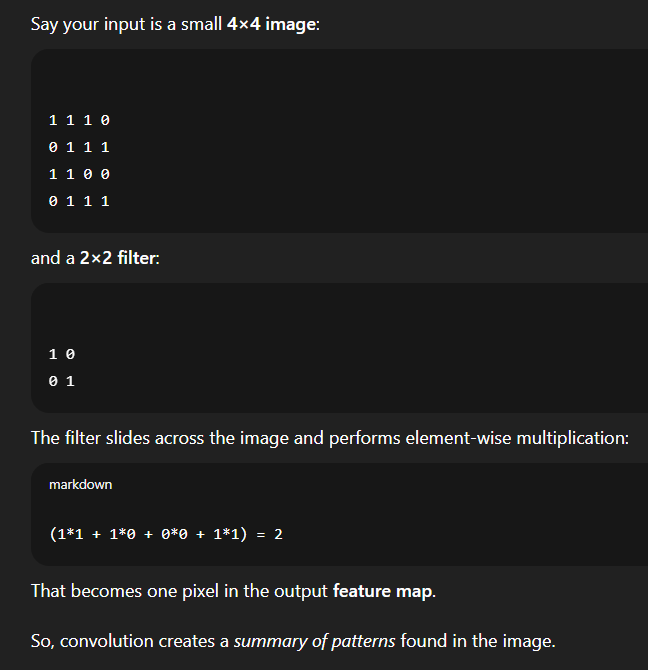 Say your input is a small 4×4 image:
1 1 1 0
0 1 1 1
1 1 0 0
0 1 1 1
and a 2×2 filter:
1 0
0 1
The filter slides across the image and performs element-wise multiplication:
markdown
(1*1 + 1*0 + 0*0 + 1*1) = 2
That becomes one pixel in the output feature map.
So, convolution creates a summary of patterns found in the image.